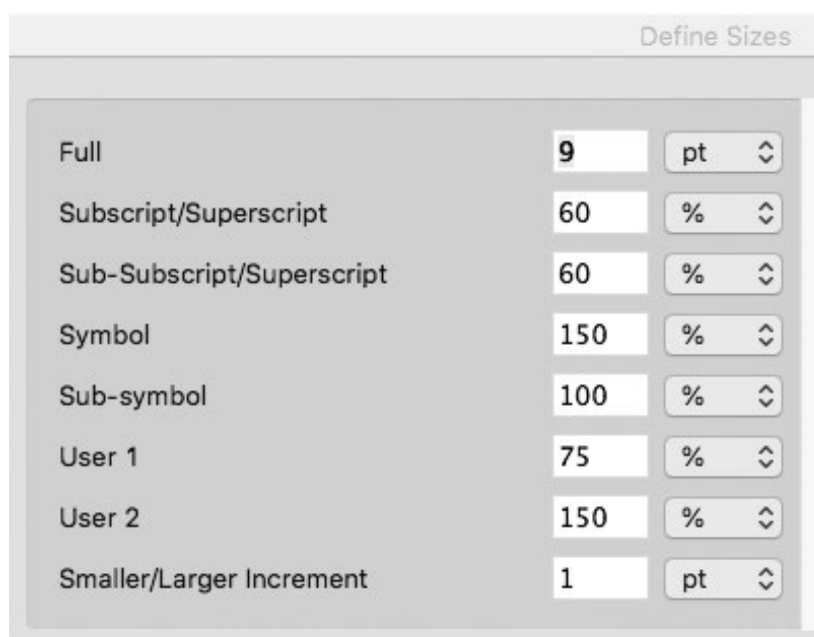 Define Sizes
Full 9 pt
Subscript/Superscript 60 %
Sub-Subscript/Superscript 60 %
Symbol 150 %
Sub-symbol 100 %
User 1 75 %
User 2 150 %
Smaller/Larger Increment 1 pt